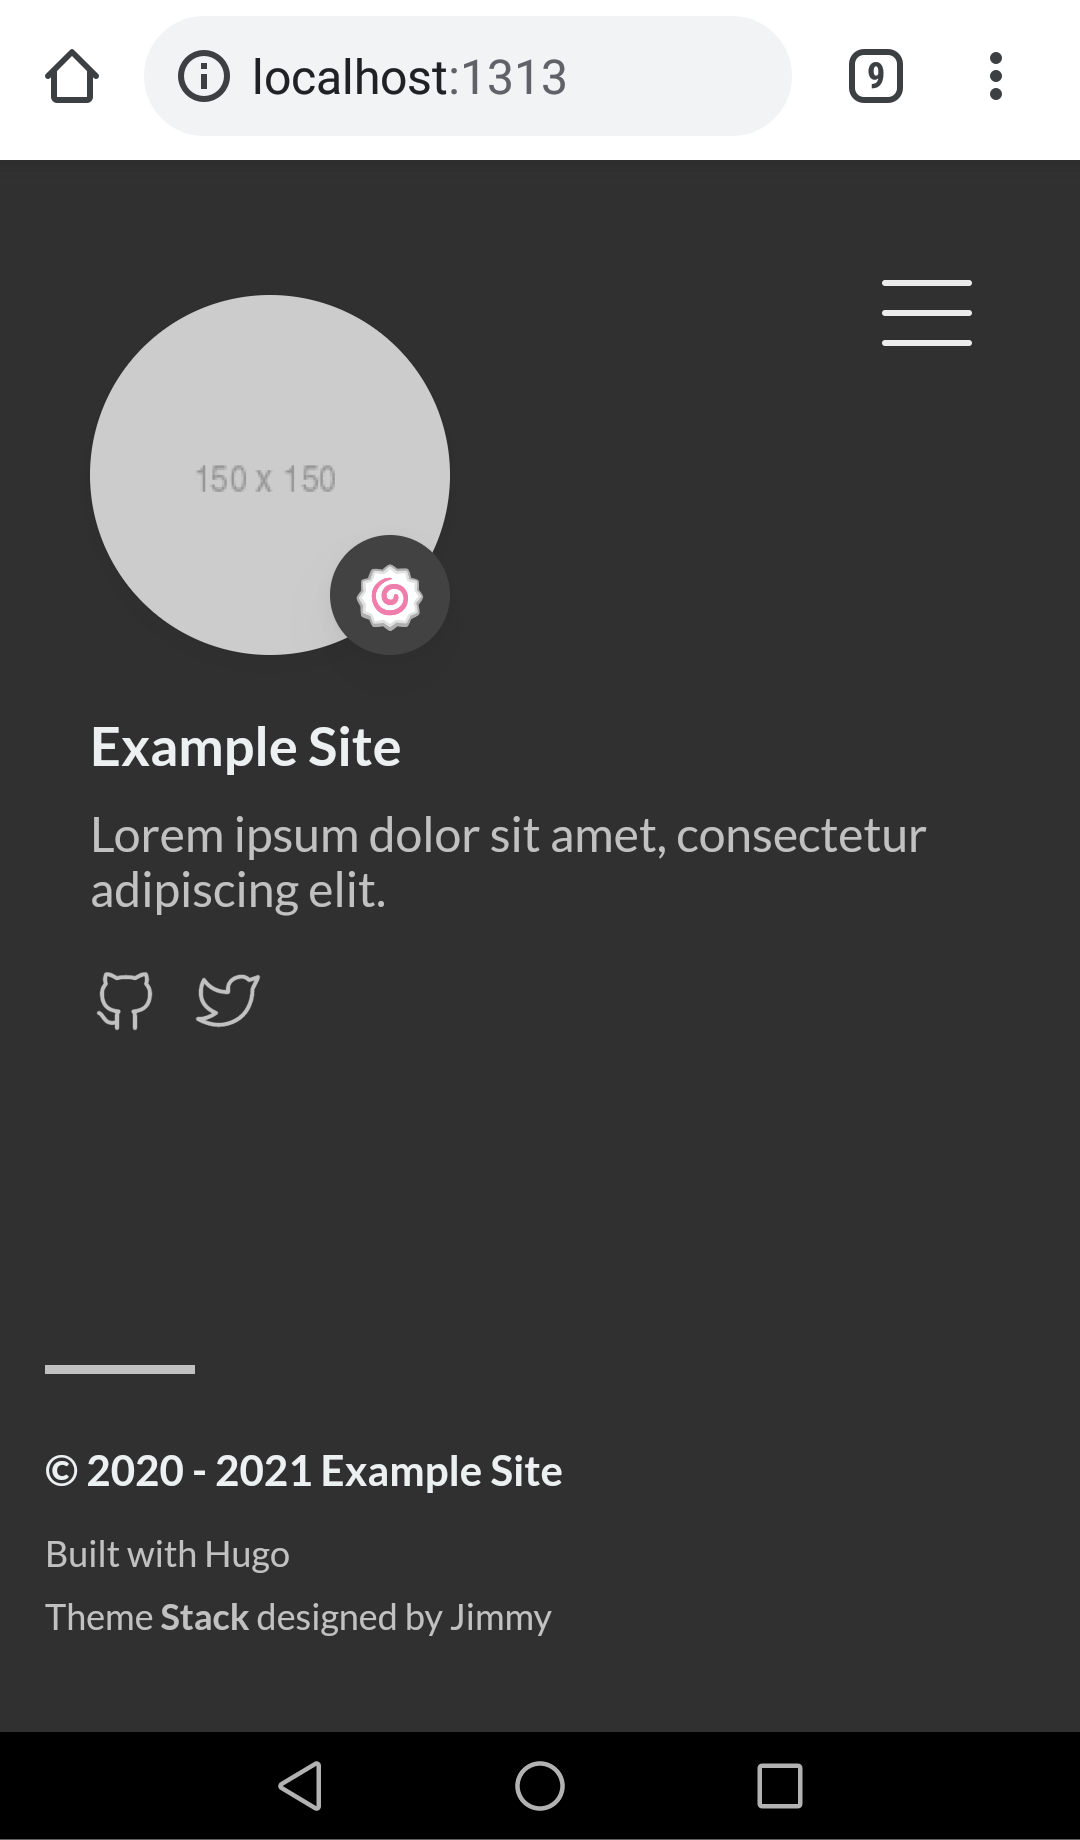 localhost:1313
9
150 x 150
Example Site
Lorem ipsum dolor sit amet, consectetur
adipiscing elit.
© 2020 - 2021 Example Site
Built with Hugo
Theme Stack designed by Jimmy